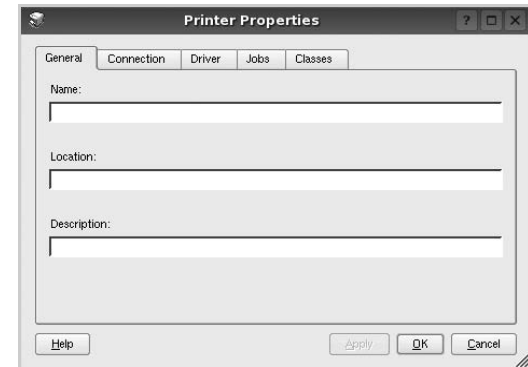 Printer Properties
General Connection Driver Jobs Classes
Name:
Location:
Description:
Help Apply OK Cancel